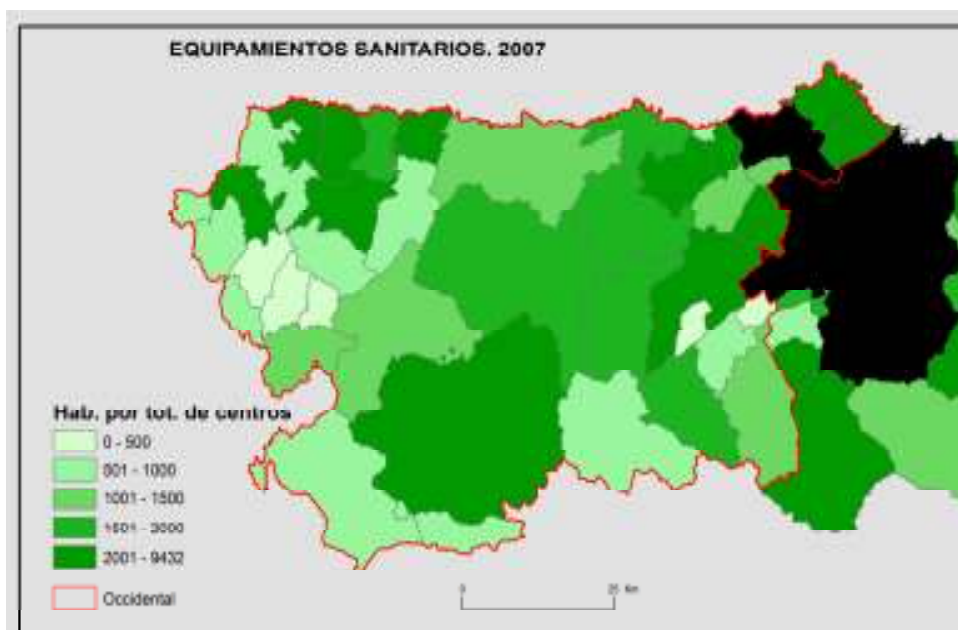 EQUIPAMIENTOS SANITARIOS. 2007
Hab. por tot. de centros
0 - 500
501 - 1000
1001 - 1500
1501 - 2000
2001 - 9432
Occidental
0 25 Km